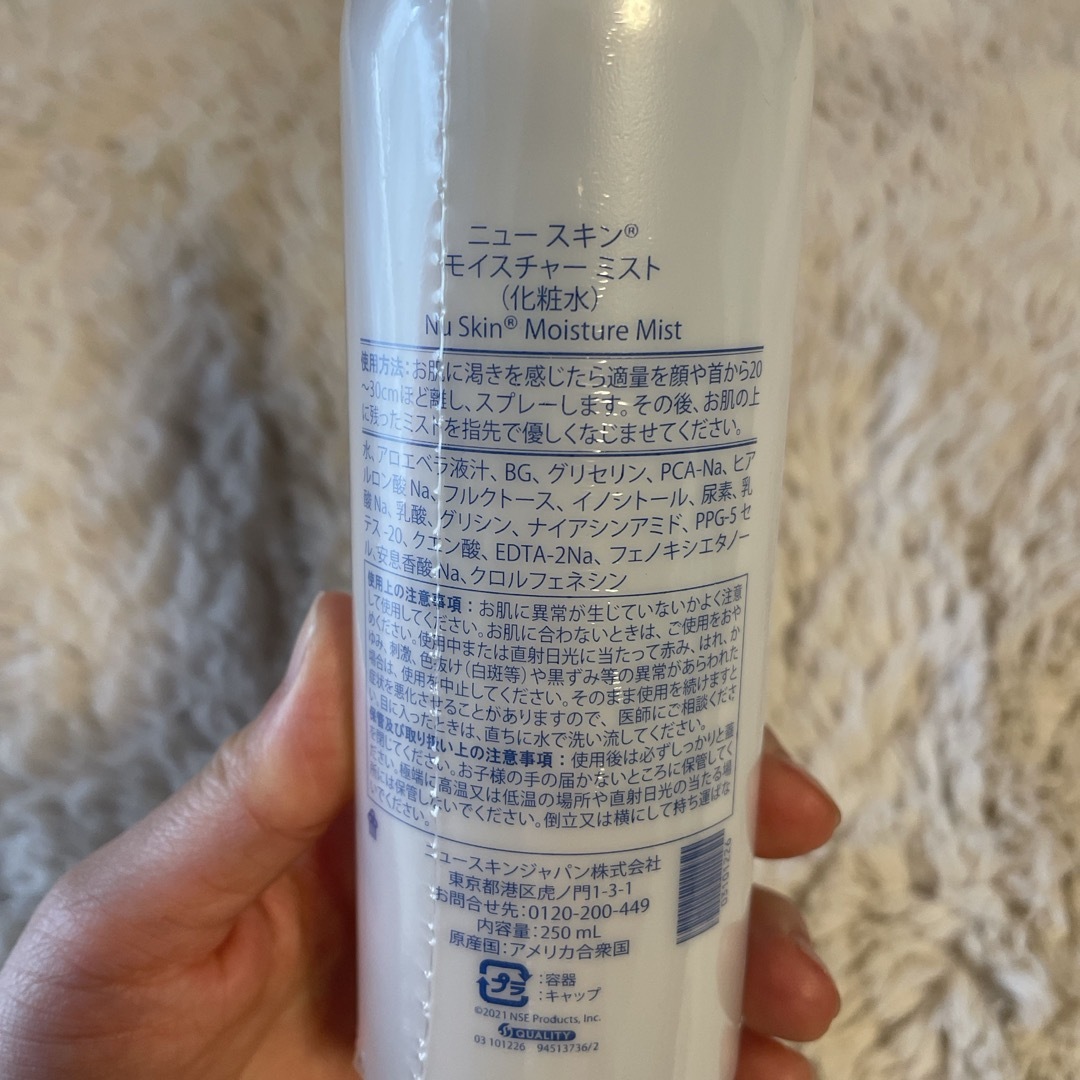 ニュー スキン®
モイスチャー ミスト
（化粧水）
Nu Skin® Moisture Mist
使用方法：お肌に渇きを感じたら適量を顔や首から20
～30cmほど離し、スプレーします。その後、お肌の上
に残ったミストを指先で優しくなじませてください。
水、アロエベラ液汁、BG、グリセリン、PCA-Na、ヒア
ルロン酸Na、フルクトース、イノシトール、尿素、乳
酸Na、乳酸、グリシン、ナイアシンアミド、PPG-5 セ
テス-20、クエン酸、EDTA-2Na、フェノキシエタノー
ル、安息香酸Na、クロルフェネシン
使用上の注意事項：お肌に異常が生じていないかよく注意
して使用してください。お肌に合わないときは、ご使用をおや
めください。使用中または直射日光に当たって赤み、はれ、か
ゆみ、刺激、色抜け（白斑等）や黒ずみ等の異常があらわれた
場合は、使用を中止してください。そのまま使用を続けますと
症状を悪化させることがありますので、医師にご相談くださ
い。目に入ったときは、直ちに水で洗い流してください。
保管及び取り扱い上の注意事項：使用後は必ずしっかりと蓋
を閉じてください。お子様の手の届かないところに保管してく
ださい。極端に高温又は低温の場所や直射日光の当たる場
所には保管しないでください。倒立又は横にして持ち運ばな
いでください。
ニュースキンジャパン株式会社
東京都港区虎ノ門1-3-1
お問合せ先：0120-200-449
内容量：250 mL
原産国：アメリカ合衆国
プラ
：容器
：キャップ
©2021 NSE Products, Inc.
QUALITY
03 101226 94513736/2
03101226